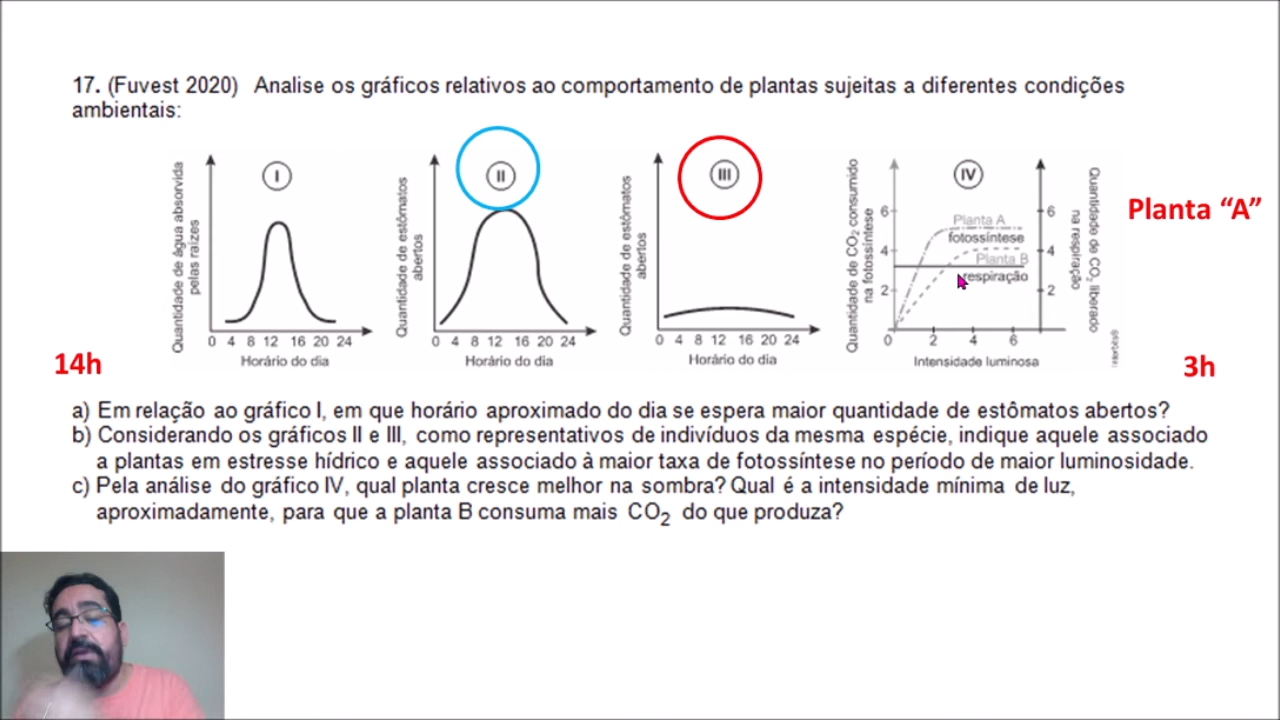 17. (Fuvest 2020) Analise os gráficos relativos ao comportamento de plantas sujeitas a diferentes condições
ambientais:
Quantidade de água absorvida
pelas raízes
I
0 4 8 12 16 20 24
Horário do dia
Quantidade de estômatos
abertos
II
0 4 8 12 16 20 24
Horário do dia
Quantidade de estômatos
abertos
III
0 4 8 12 16 20 24
Horário do dia
Quantidade de CO₂ consumido
na fotossíntese
IV
6
4
2
Planta A
fotossíntese
Planta B
respiração
6
4
2
0 2 4 6
Intensidade luminosa
Quantidade de CO₂ liberado
na respiração
Planta “A”
14h
3h
a) Em relação ao gráfico I, em que horário aproximado do dia se espera maior quantidade de estômatos abertos?
b) Considerando os gráficos II e III, como representativos de indivíduos da mesma espécie, indique aquele associado
a plantas em estresse hídrico e aquele associado à maior taxa de fotossíntese no período de maior luminosidade.
c) Pela análise do gráfico IV, qual planta cresce melhor na sombra? Qual é a intensidade mínima de luz,
aproximadamente, para que a planta B consuma mais CO₂ do que produza?